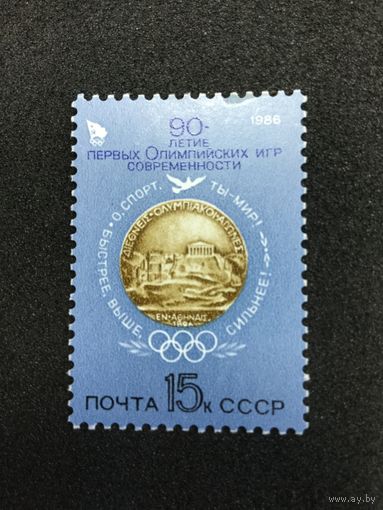 1986
90-
ЛЕТИЕ
ПЕРВЫХ ОЛИМПИЙСКИХ ИГР
СОВРЕМЕННОСТИ
• О, СПОРТ, ТЫ-МИР!
БЫСТРЕЕ, ВЫШЕ, СИЛЬНЕЕ!
ΔΙΕΘΝΕΙΣ•ΟΛΥΜΠΙΑΚΟΙ•ΑΓΩΝΕΣ
ΕΝ•ΑΘΗΝΑΙΣ
1896
ПОЧТА 15к СССР
ay.by